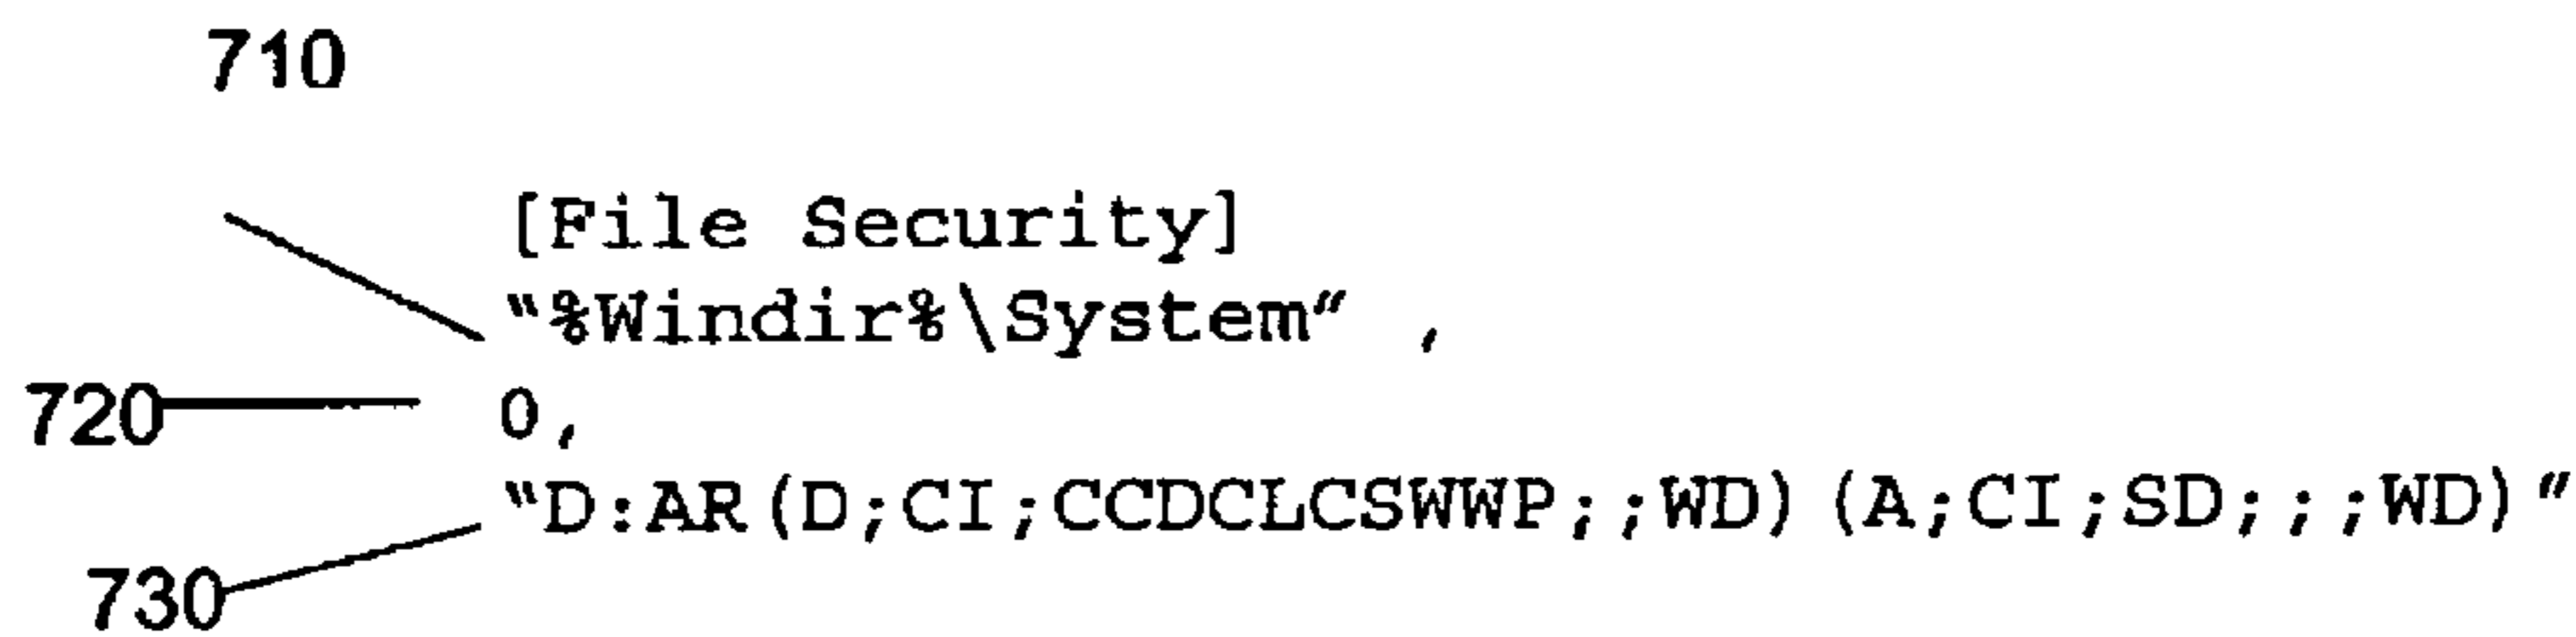 710
[File Security]
"%Windir%\System" ,
720 0,
"D:AR(D;CI;CCDCLCSWWP;;WD)(A;CI;SD;;;WD)"
730